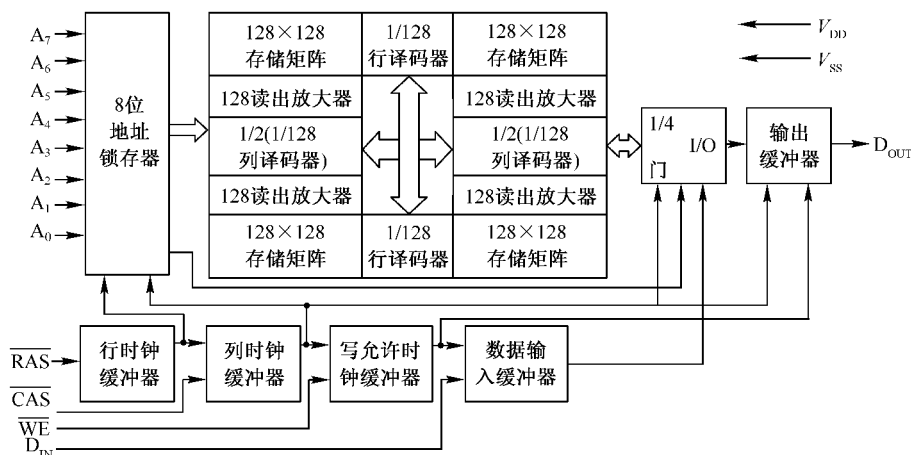 A₇
A₆
A₅
A₄
A₃
A₂
A₁
A₀
8位
地址
锁存器
128×128
存储矩阵
1/128
行译码器
128×128
存储矩阵
128读出放大器
128读出放大器
1/2(1/128
列译码器)
1/2(1/128
列译码器)
128读出放大器
128读出放大器
128×128
存储矩阵
1/128
行译码器
128×128
存储矩阵
V_DD
V_SS
1/4
I/O
门
输出
缓冲器
D_OUT
R̅A̅S̅
行时钟
缓冲器
列时钟
缓冲器
写允许时
钟缓冲器
数据输
入缓冲器
C̅A̅S̅
W̅E̅
D_IN